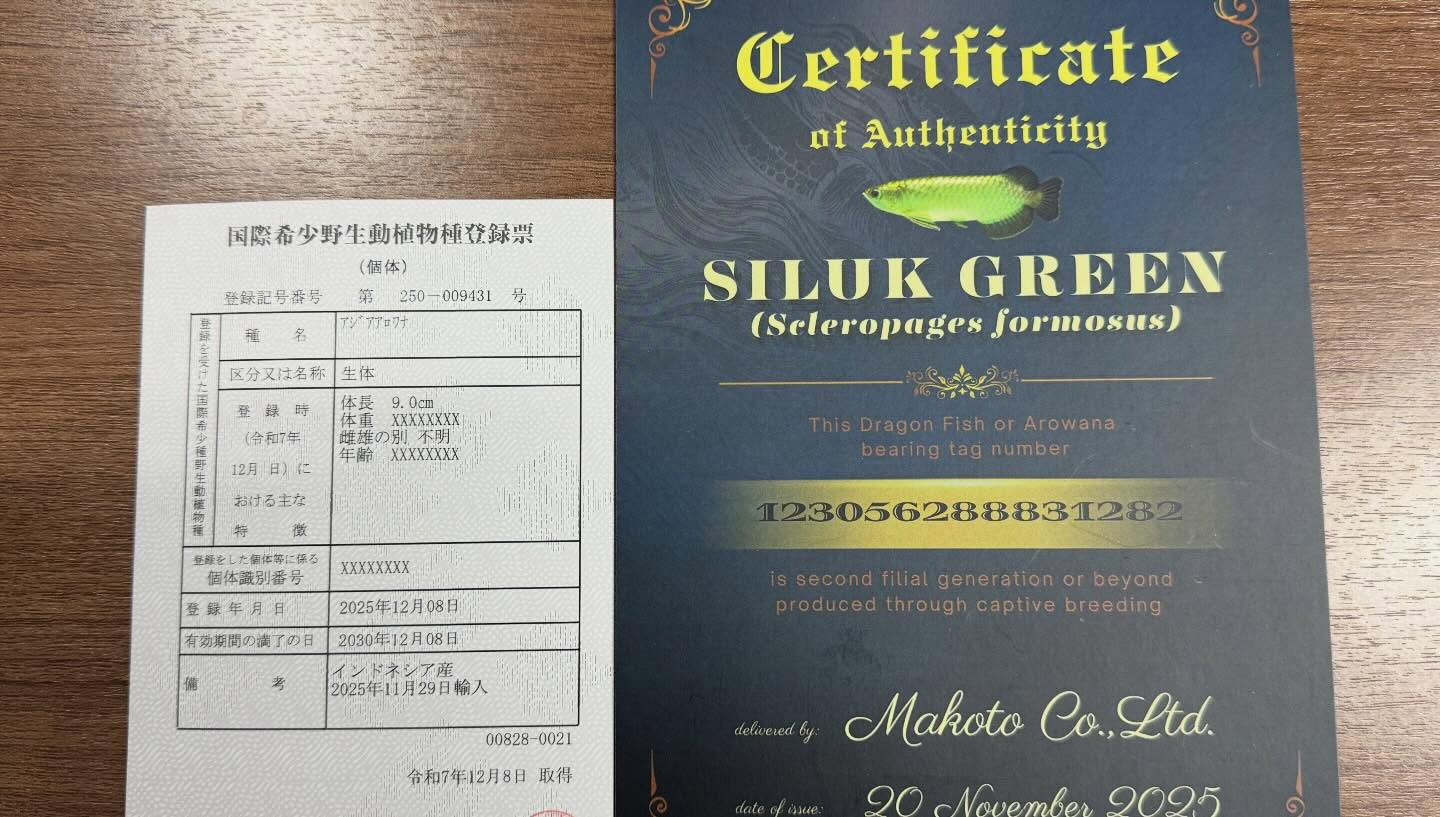 国際希少野生動植物種登録票
(個体)
登録記号番号 第 250-009431 号
登録を受けた国際希少種野生動植物種
種 名
アジアアロワナ
区分又は名称
生体
登 録 時
(令和7年
12月 日) に
おける主な
特 徴
体長 9.0cm
体重 XXXXXXXX
雌雄の別 不明
年齢 XXXXXXXX
登録をした個体等に係る
個体識別番号
XXXXXXXX
登 録 年 月 日
2025年12月08日
有効期間の満了の日
2030年12月08日
備 考
インドネシア産
2025年11月29日輸入
00828-0021
令和7年12月8日 取得
Certificate
of Authenticity
SILUK GREEN
(Scleropages formosus)
This Dragon Fish or Arowana
bearing tag number
1230562888831282
is second filial generation or beyond
produced through captive breeding
delivered by: Makoto Co.,Ltd.
date of issue: 20 November 2025